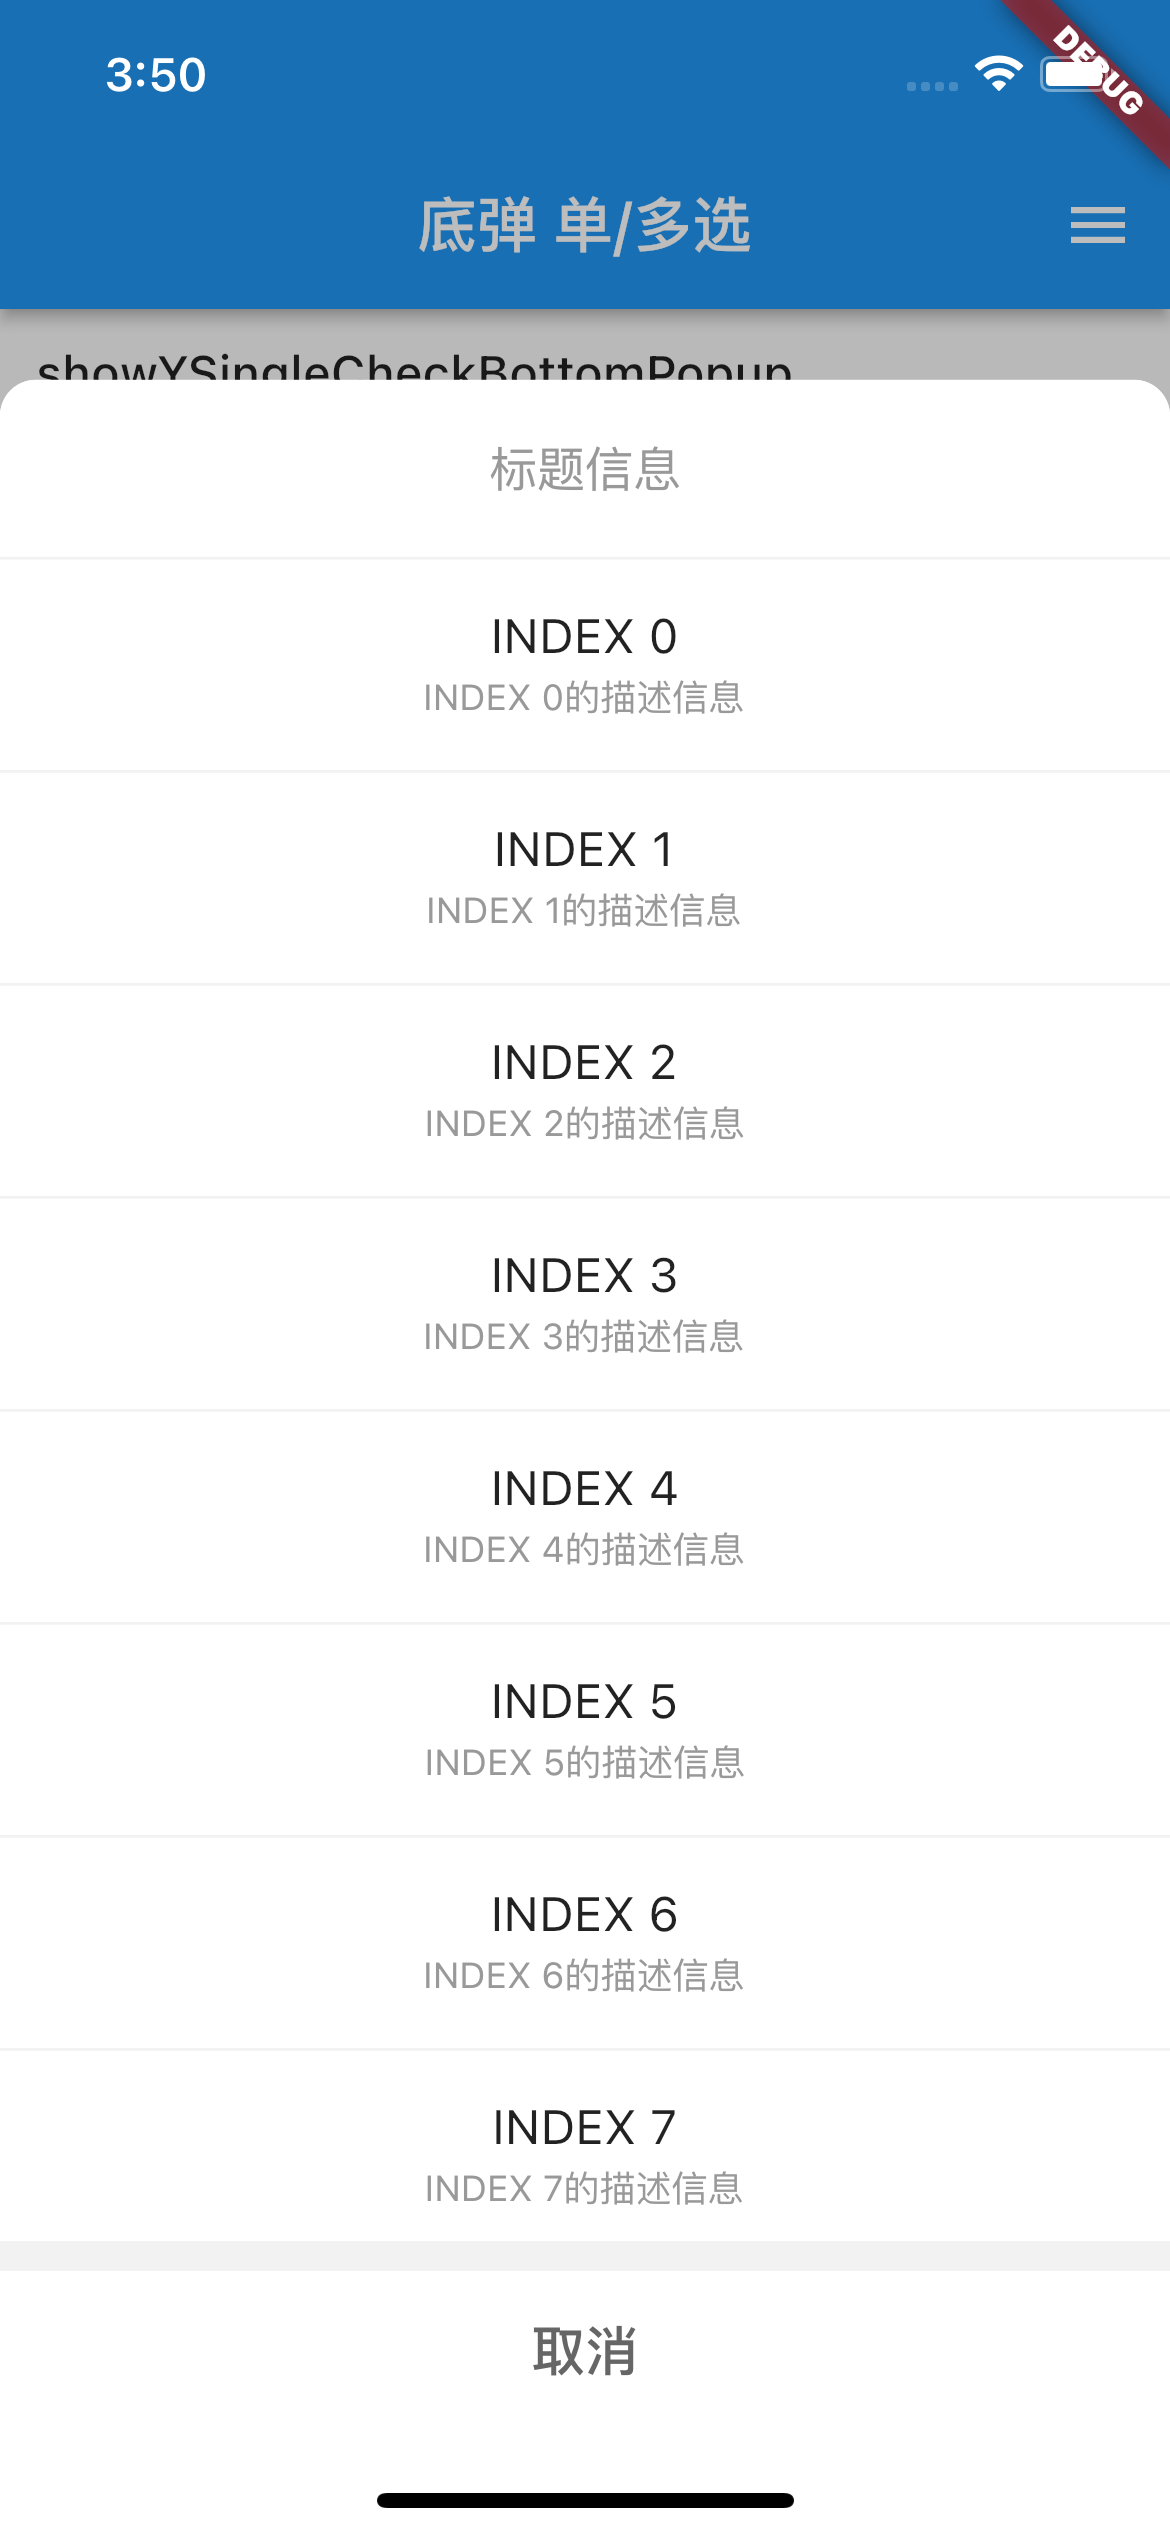 3:50
DEBUG
底弹 单/多选
showYSingleCheckBottomPopup
标题信息
INDEX 0
INDEX 0的描述信息
INDEX 1
INDEX 1的描述信息
INDEX 2
INDEX 2的描述信息
INDEX 3
INDEX 3的描述信息
INDEX 4
INDEX 4的描述信息
INDEX 5
INDEX 5的描述信息
INDEX 6
INDEX 6的描述信息
INDEX 7
INDEX 7的描述信息
取消